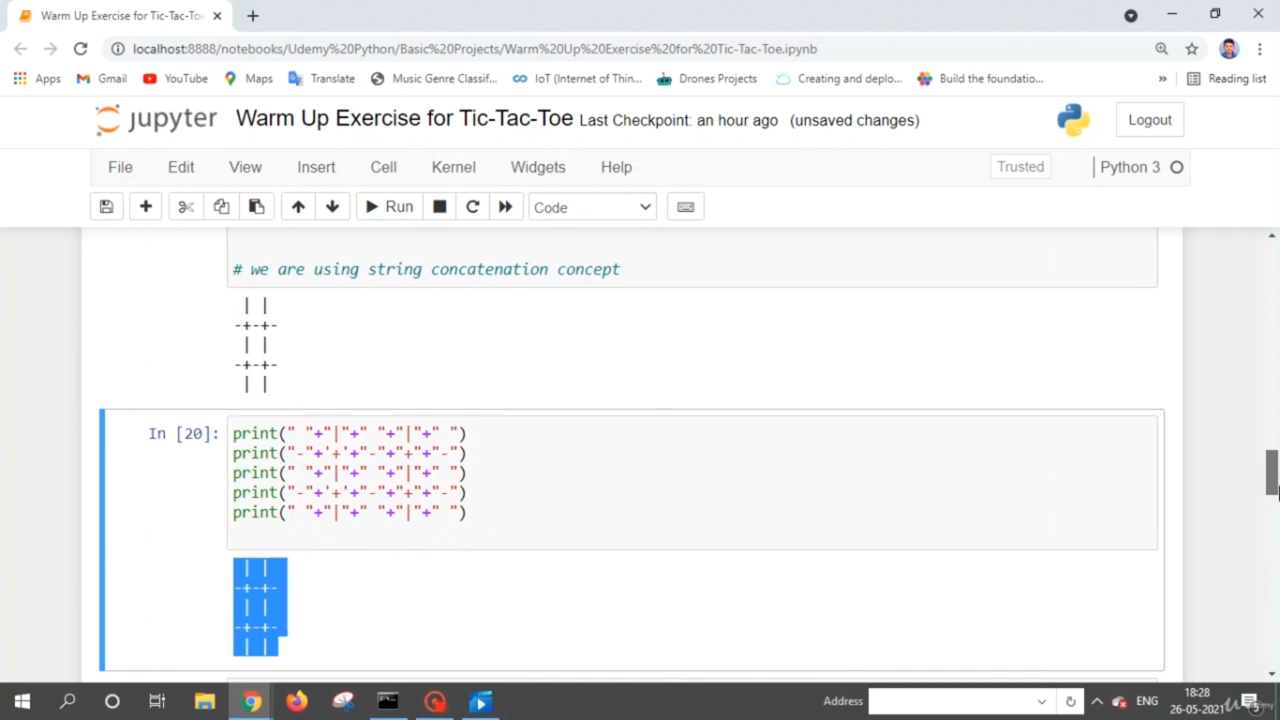 Warm Up Exercise for Tic-Tac-Toe
localhost:8888/notebooks/Udemy%20Python/Basic%20Projects/Warm%20Up%20Exercise%20for%20Tic-Tac-Toe.ipynb
Apps Gmail YouTube Maps Translate Music Genre Classif... IoT (Internet of Thin... Drones Projects Creating and deplo... Build the foundatio... » Reading list
jupyter Warm Up Exercise for Tic-Tac-Toe Last Checkpoint: an hour ago (unsaved changes) Logout
File Edit View Insert Cell Kernel Widgets Help Trusted Python 3
Run Code
# we are using string concatenation concept
 | | 
-+-+-
 | | 
-+-+-
 | | 
In [20]: print(" "+"|"+" "+"|"+" ")
print("-"+'+'+"-"+"+"+"-")
print(" "+"|"+" "+"|"+" ")
print("-"+'+'+"-"+"+"+"-")
print(" "+"|"+" "+"|"+" ")
 | | 
-+-+-
 | | 
-+-+-
 | | 
Address ENG 18:28
26-05-2021